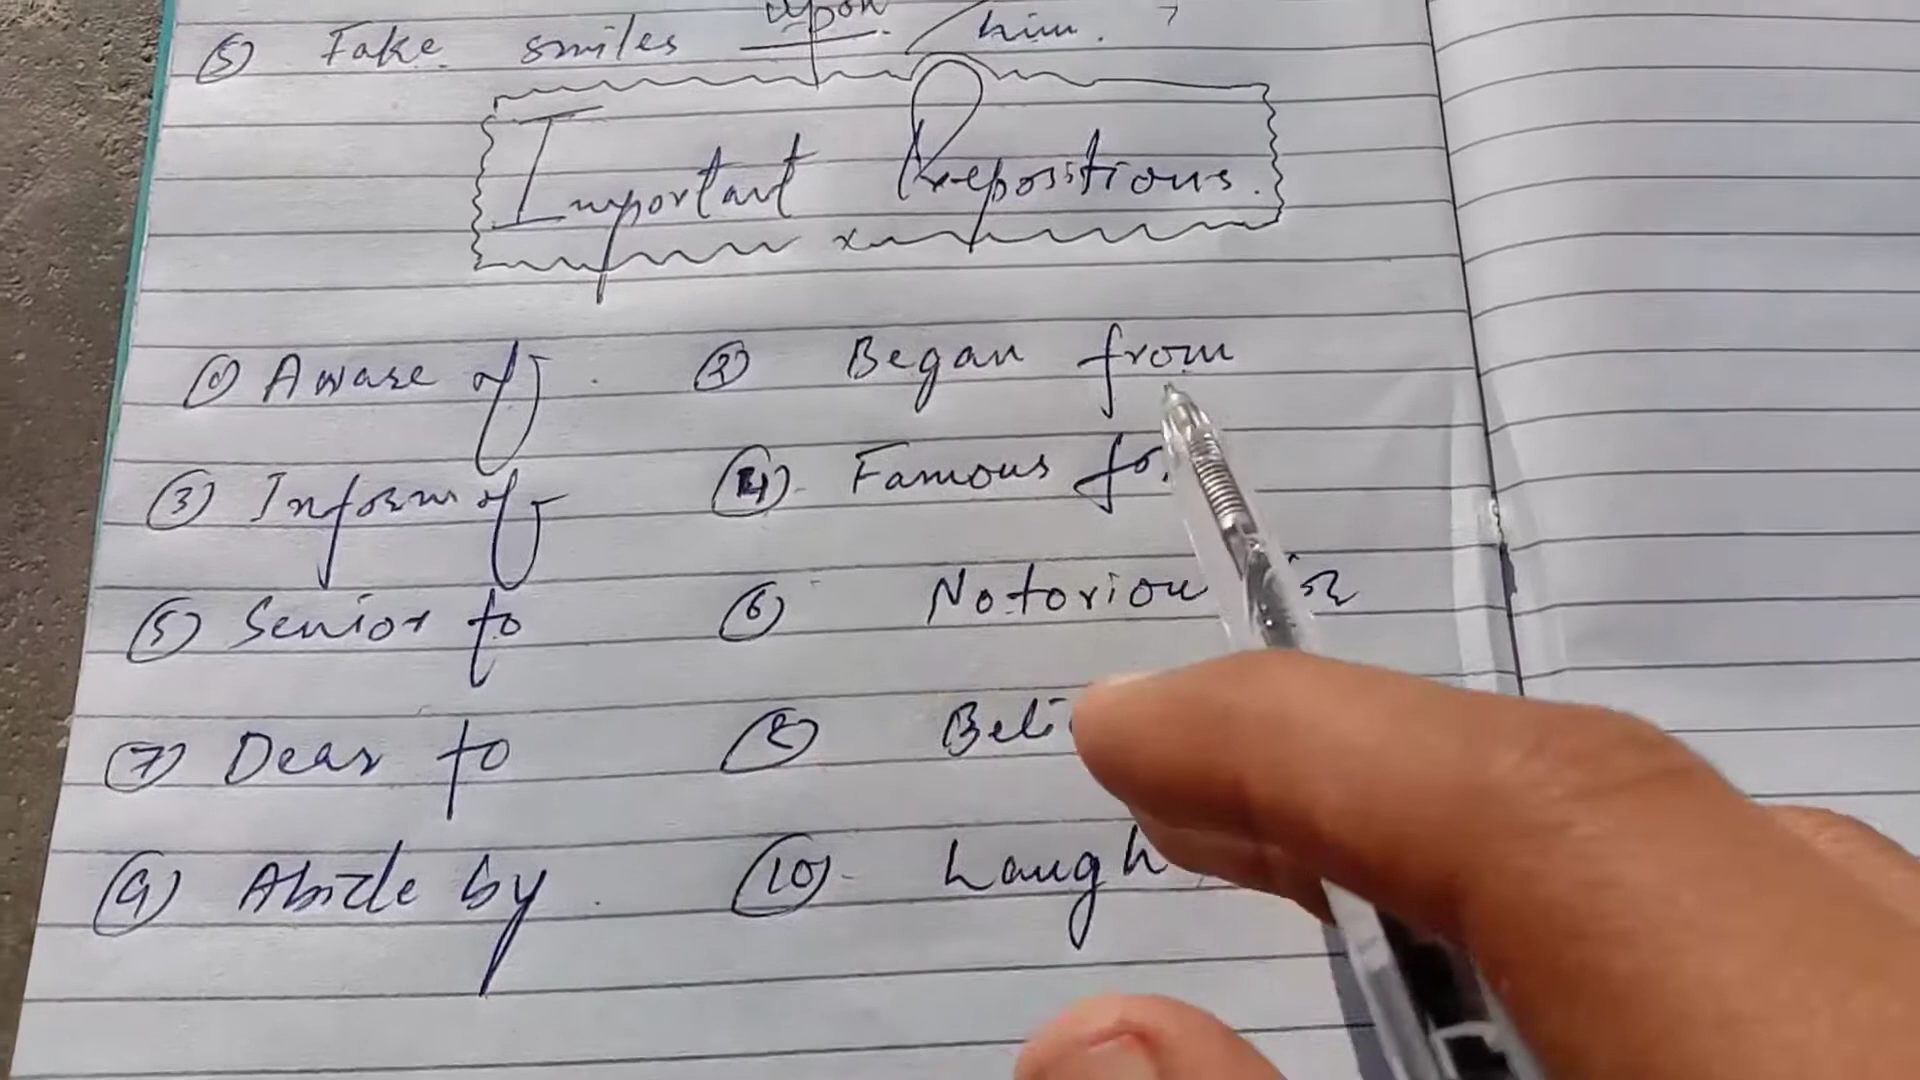 ⑤ Fake smiles upon / him. ?
Important Prepositions.
① Aware of . ② Began from
③ Inform of ④ Famous
⑤ Senior to ⑥ Notorious
⑦ Dear to ⑧
⑨ Abide by . ⑩ Laugh